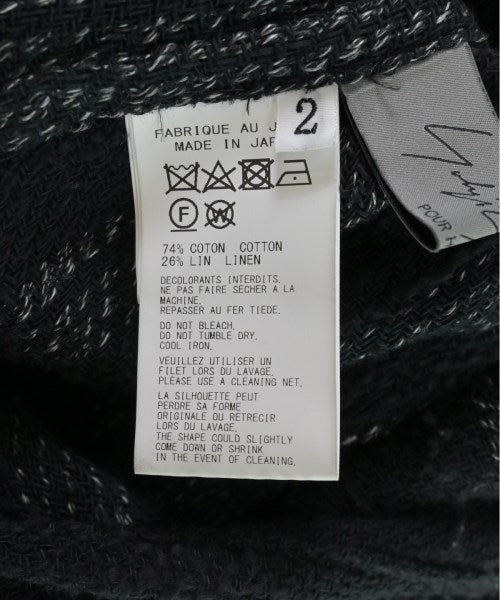 FABRIQUE AU J
2
MADE IN JAP
F
W
74% COTON COTTON
26% LIN LINEN
DECOLORANTS INTERDITS.
NE PAS FAIRE SECHER A LA
MACHINE.
REPASSER AU FER TIEDE.
DO NOT BLEACH.
DO NOT TUMBLE DRY.
COOL IRON.
VEUILLEZ UTILISER UN
FILET LORS DU LAVAGE.
PLEASE USE A CLEANING NET.
LA SILHOUETTE PEUT
PERDRE SA FORME
ORIGINALE OU RETRECIR
LORS DU LAVAGE.
THE SHAPE COULD SLIGHTLY
COME DOWN OR SHRINK
IN THE EVENT OF CLEANING.
POUR